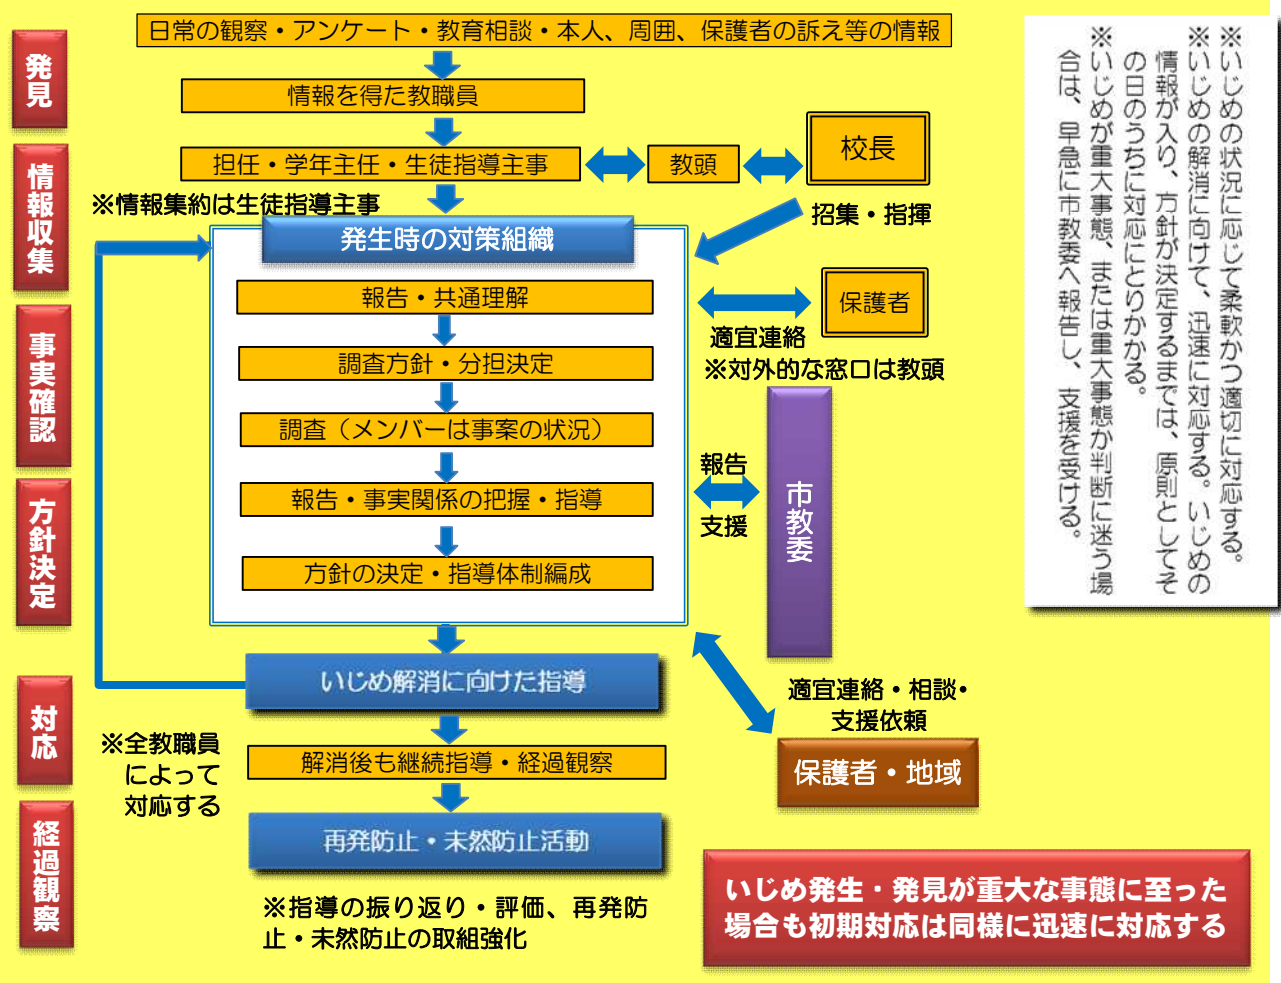 発見
情報収集
事実確認
方針決定
対応
経過観察
日常の観察・アンケート・教育相談・本人、周囲、保護者の訴え等の情報
情報を得た教職員
担任・学年主任・生徒指導主事
教頭
校長
※情報集約は生徒指導主事
招集・指揮
発生時の対策組織
報告・共通理解
保護者
適宜連絡
※対外的な窓口は教頭
調査方針・分担決定
調査（メンバーは事案の状況）
報告・事実関係の把握・指導
方針の決定・指導体制編成
報告
支援
市教委
いじめ解消に向けた指導
適宜連絡・相談・
支援依頼
保護者・地域
※全教職員
によって
対応する
解消後も継続指導・経過観察
再発防止・未然防止活動
※指導の振り返り・評価、再発防
止・未然防止の取組強化
いじめ発生・発見が重大な事態に至った
場合も初期対応は同様に迅速に対応する
※いじめの状況に応じて柔軟かつ適切に対応する。
※いじめの解消に向けて、迅速に対応する。いじめの
情報が入り、方針が決定するまでは、原則としてそ
の日のうちに対応にとりかかる。
※いじめが重大事態、または重大事態か判断に迷う場
合は、早急に市教委へ報告し、支援を受ける。